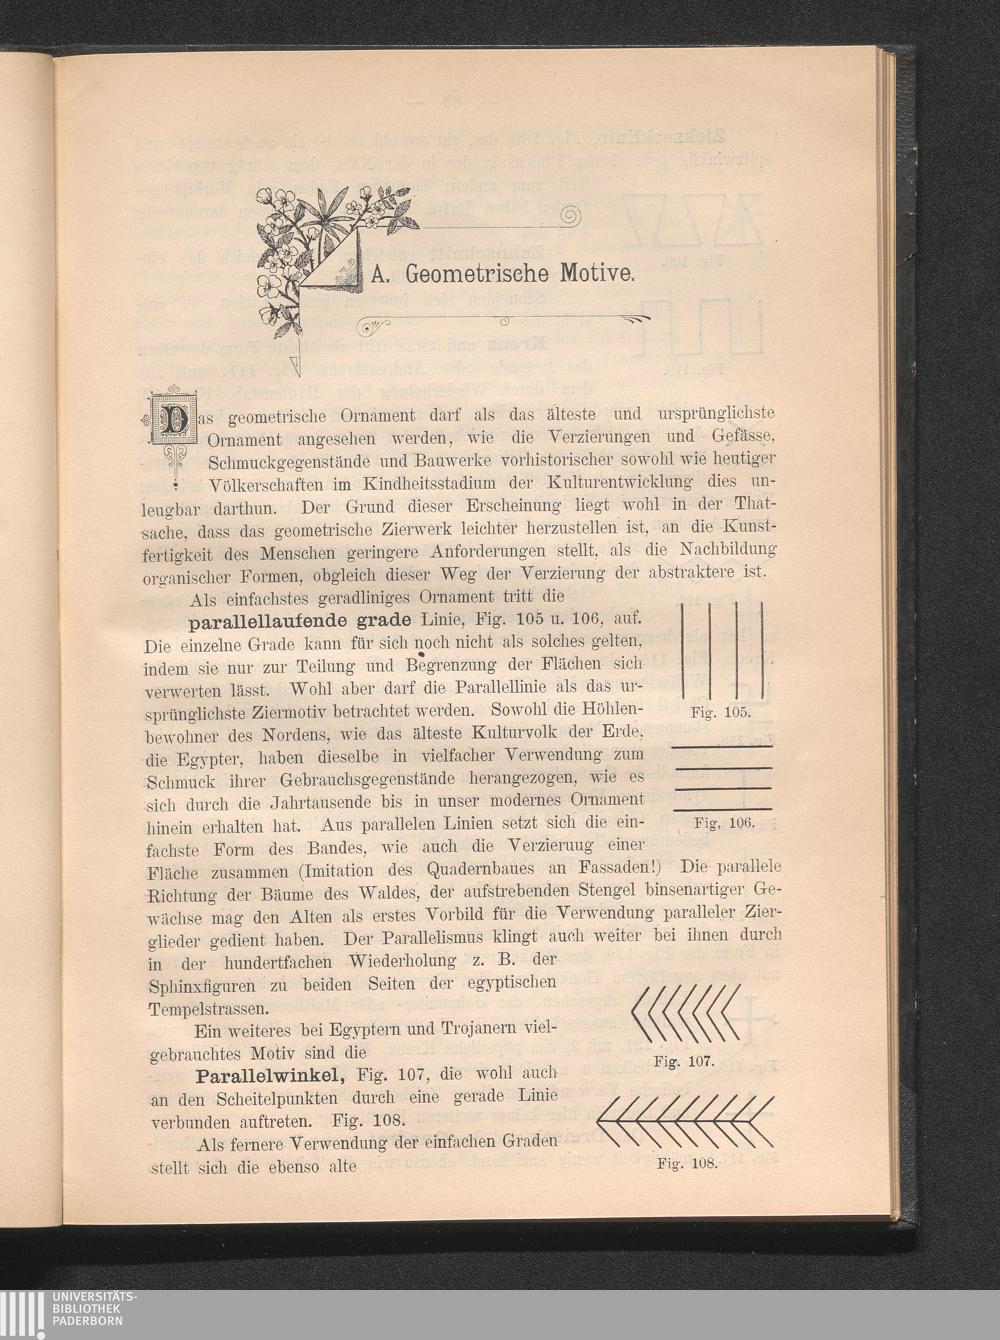 A. Geometrische Motive.
Das geometrische Ornament darf als das älteste und ursprünglichste
Ornament angesehen werden, wie die Verzierungen und Gefässe,
Schmuckgegenstände und Bauwerke vorhistorischer sowohl wie heutiger
Völkerschaften im Kindheitsstadium der Kulturentwicklung dies un-
leugbar darthun. Der Grund dieser Erscheinung liegt wohl in der That-
sache, dass das geometrische Zierwerk leichter herzustellen ist, an die Kunst-
fertigkeit des Menschen geringere Anforderungen stellt, als die Nachbildung
organischer Formen, obgleich dieser Weg der Verzierung der abstraktere ist.
Als einfachstes geradliniges Ornament tritt die
parallellaufende grade Linie, Fig. 105 u. 106, auf.
Die einzelne Grade kann für sich noch nicht als solches gelten,
indem sie nur zur Teilung und Begrenzung der Flächen sich
verwerten lässt. Wohl aber darf die Parallellinie als das ur-
sprünglichste Ziermotiv betrachtet werden. Sowohl die Höhlen-
bewohner des Nordens, wie das älteste Kulturvolk der Erde,
die Egypter, haben dieselbe in vielfacher Verwendung zum
Schmuck ihrer Gebrauchsgegenstände herangezogen, wie es
sich durch die Jahrtausende bis in unser modernes Ornament
hinein erhalten hat. Aus parallelen Linien setzt sich die ein-
fachste Form des Bandes, wie auch die Verzieruug einer
Fläche zusammen (Imitation des Quadernbaues an Fassaden!) Die parallele
Richtung der Bäume des Waldes, der aufstrebenden Stengel binsenartiger Ge-
wächse mag den Alten als erstes Vorbild für die Verwendung paralleler Zier-
glieder gedient haben. Der Parallelismus klingt auch weiter bei ihnen durch
in der hundertfachen Wiederholung z. B. der
Sphinxfiguren zu beiden Seiten der egyptischen
Tempelstrassen.
Ein weiteres bei Egyptern und Trojanern viel-
gebrauchtes Motiv sind die
Parallelwinkel, Fig. 107, die wohl auch
an den Scheitelpunkten durch eine gerade Linie
verbunden auftreten. Fig. 108.
Als fernere Verwendung der einfachen Graden
stellt sich die ebenso alte
Fig. 105.
Fig. 106.
Fig. 107.
Fig. 108.
UNIVERSITÄTS-
BIBLIOTHEK
PADERBORN